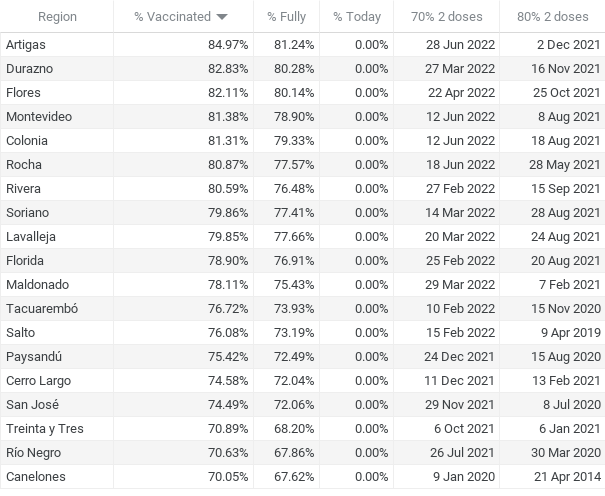 Region % Vaccinated % Fully % Today 70% 2 doses 80% 2 doses
Artigas 84.97% 81.24% 0.00% 28 Jun 2022 2 Dec 2021
Durazno 82.83% 80.28% 0.00% 27 Mar 2022 16 Nov 2021
Flores 82.11% 80.14% 0.00% 22 Apr 2022 25 Oct 2021
Montevideo 81.38% 78.90% 0.00% 12 Jun 2022 8 Aug 2021
Colonia 81.31% 79.33% 0.00% 12 Jun 2022 18 Aug 2021
Rocha 80.87% 77.57% 0.00% 18 Jun 2022 28 May 2021
Rivera 80.59% 76.48% 0.00% 27 Feb 2022 15 Sep 2021
Soriano 79.86% 77.41% 0.00% 14 Mar 2022 28 Aug 2021
Lavalleja 79.85% 77.66% 0.00% 20 Mar 2022 24 Aug 2021
Florida 78.90% 76.91% 0.00% 25 Feb 2022 20 Aug 2021
Maldonado 78.11% 75.43% 0.00% 29 Mar 2022 7 Feb 2021
Tacuarembó 76.72% 73.93% 0.00% 10 Feb 2022 15 Nov 2020
Salto 76.08% 73.19% 0.00% 15 Feb 2022 9 Apr 2019
Paysandú 75.42% 72.49% 0.00% 24 Dec 2021 15 Aug 2020
Cerro Largo 74.58% 72.04% 0.00% 11 Dec 2021 13 Feb 2021
San José 74.49% 72.06% 0.00% 29 Nov 2021 8 Jul 2020
Treinta y Tres 70.89% 68.20% 0.00% 6 Oct 2021 6 Jan 2021
Río Negro 70.63% 67.86% 0.00% 26 Jul 2021 30 Mar 2020
Canelones 70.05% 67.62% 0.00% 9 Jan 2020 21 Apr 2014